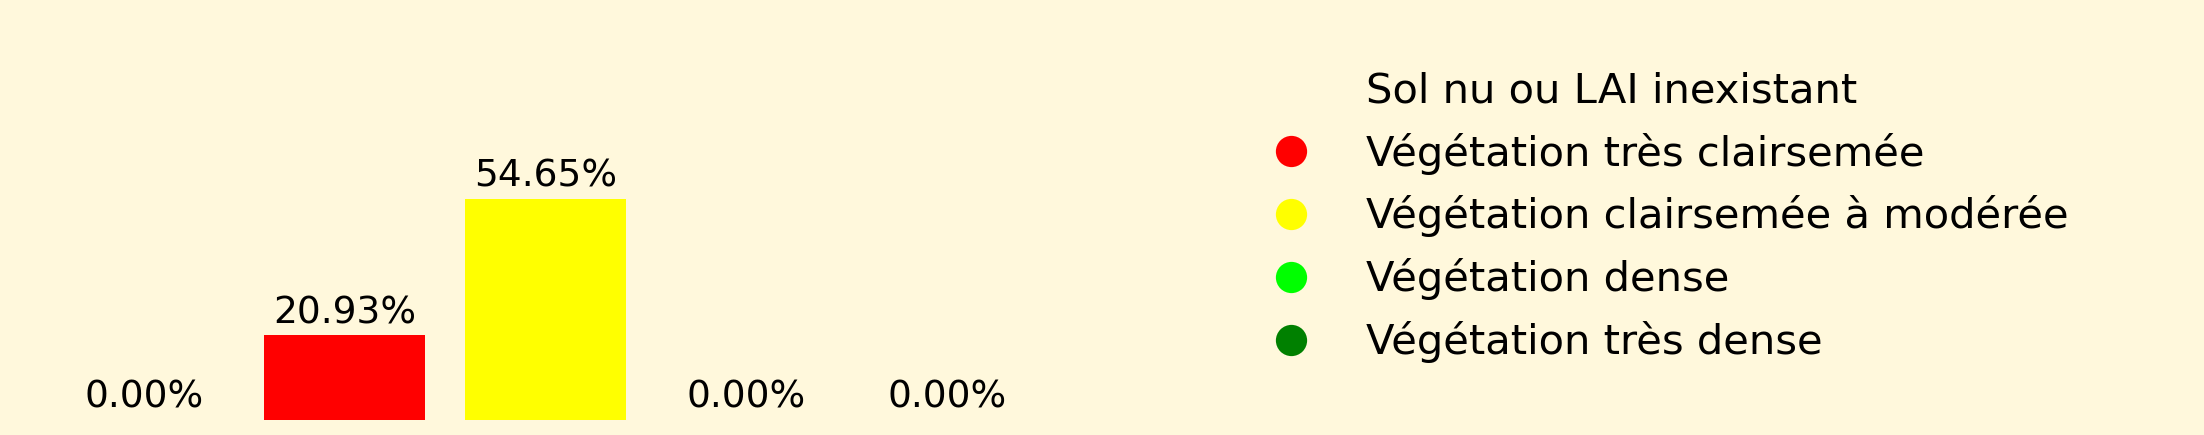 54.65%
20.93%
0.00%
0.00%
0.00%
Sol nu ou LAI inexistant
Végétation très clairsemée
Végétation clairsemée à modérée
Végétation dense
Végétation très dense